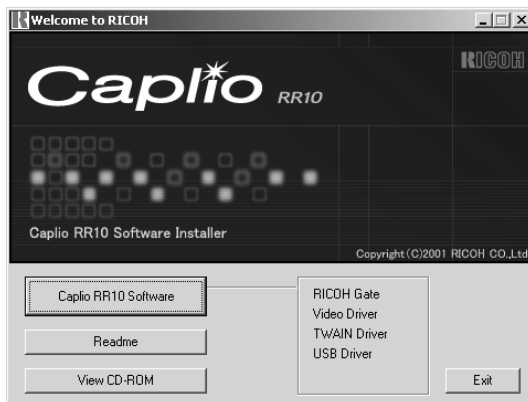 Welcome to RICOH
RICOH
Caplio RR10
Caplio RR10 Software Installer
Copyright(C)2001 RICOH CO.,Ltd
Caplio RR10 Software
Readme
View CD-ROM
RICOH Gate
Video Driver
TWAIN Driver
USB Driver
Exit